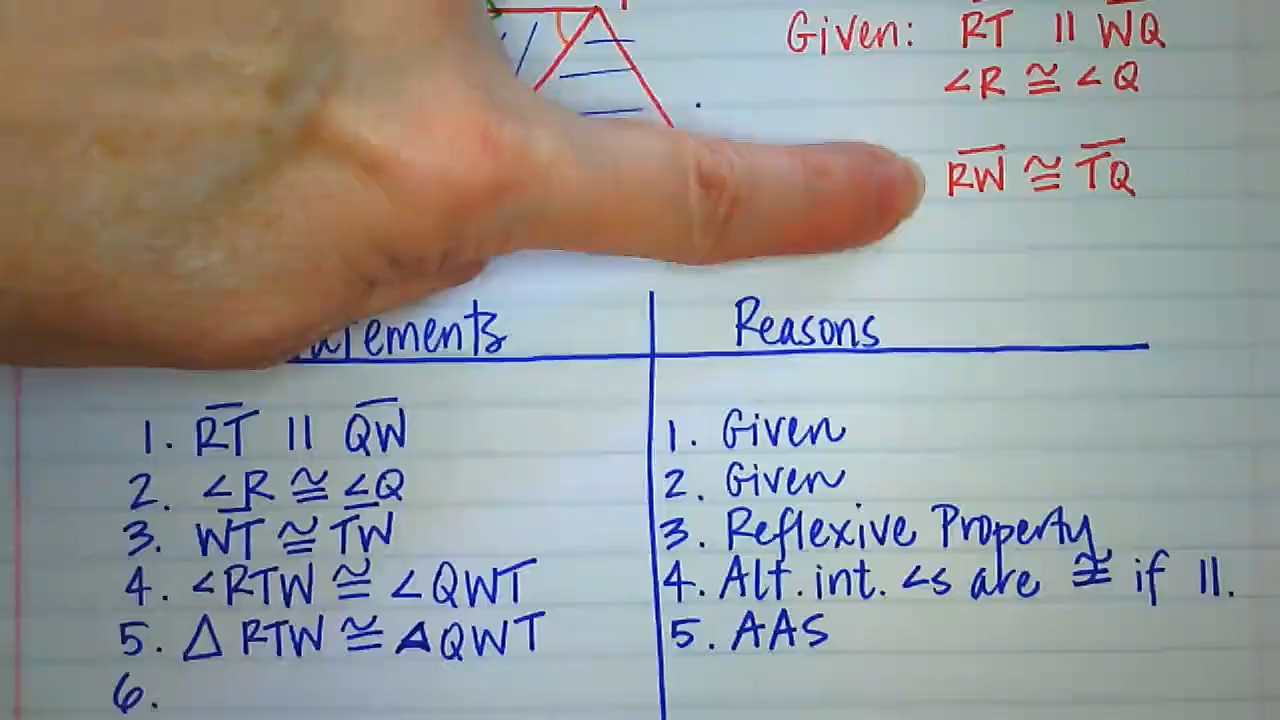 Given: RT || WQ
∠R ≅ ∠Q
RW ≅ TQ
Reasons
1. RT || QW
1. Given
2. ∠R ≅ ∠Q
2. Given
3. WT ≅ TW
3. Reflexive Property
4. ∠RTW ≅ ∠QWT
4. Alt. int. ∠s are ≅ if ||.
5. △ RTW ≅ △QWT
5. AAS
6.